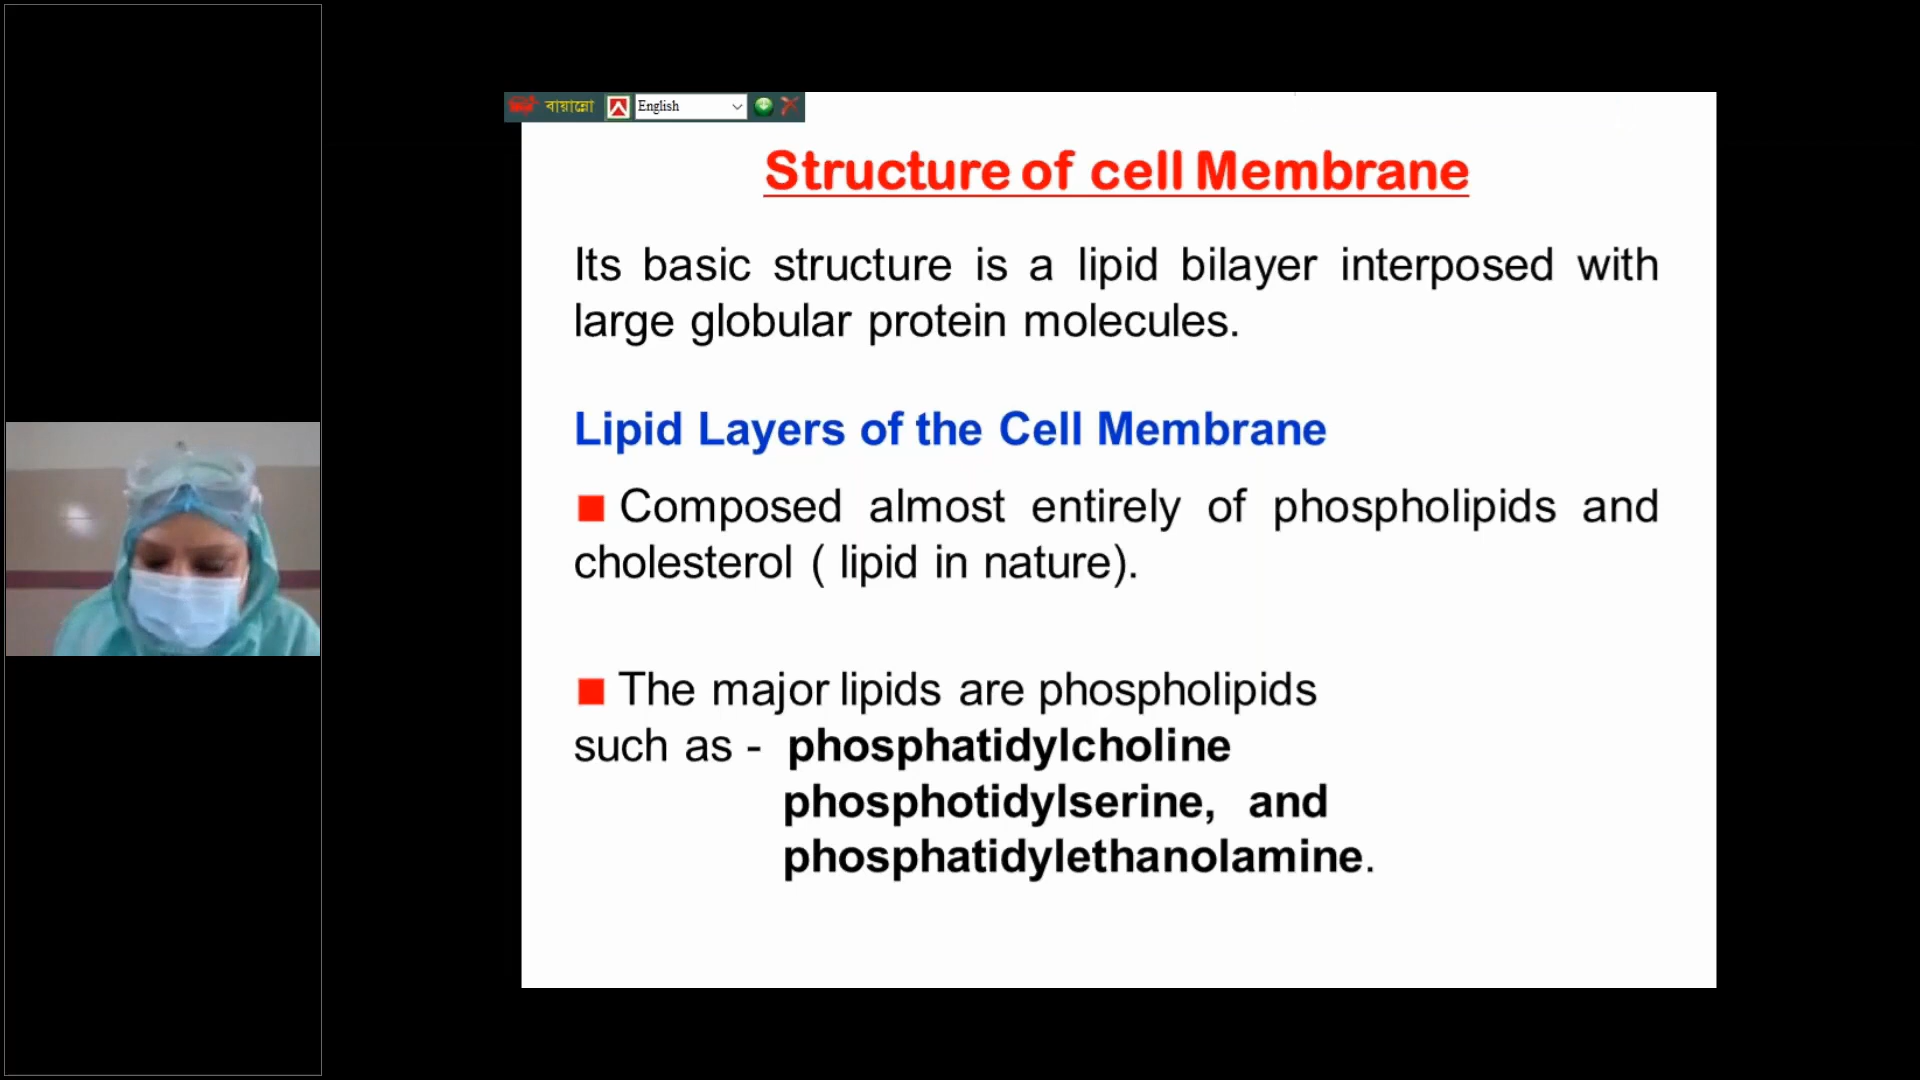 বায়ান্নো English
Structure of cell Membrane
Its basic structure is a lipid bilayer interposed with
large globular protein molecules.
Lipid Layers of the Cell Membrane
Composed almost entirely of phospholipids and
cholesterol ( lipid in nature).
The major lipids are phospholipids
such as - phosphatidylcholine
phosphotidylserine, and
phosphatidylethanolamine.